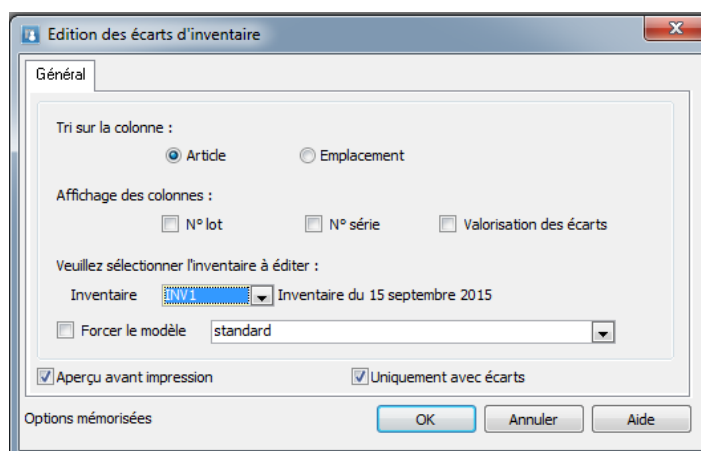 Edition des écarts d'inventaire
Général
Tri sur la colonne :
Article Emplacement
Affichage des colonnes :
N° lot N° série Valorisation des écarts
Veuillez sélectionner l'inventaire à éditer :
Inventaire INV1 Inventaire du 15 septembre 2015
Forcer le modèle standard
Aperçu avant impression Uniquement avec écarts
Options mémorisées OK Annuler Aide